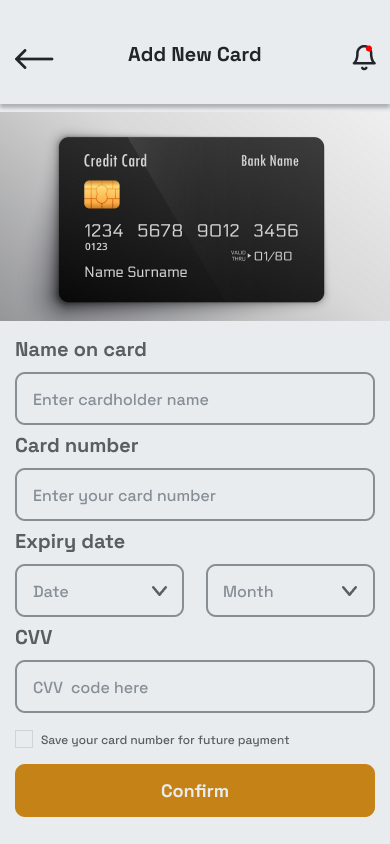 Add New Card
Credit Card Bank Name
1234 5678 9012 3456
0123
VALID THRU 01/80
Name Surname
Name on card
Enter cardholder name
Card number
Enter your card number
Expiry date
Date Month
CVV
CVV code here
Save your card number for future payment
Confirm